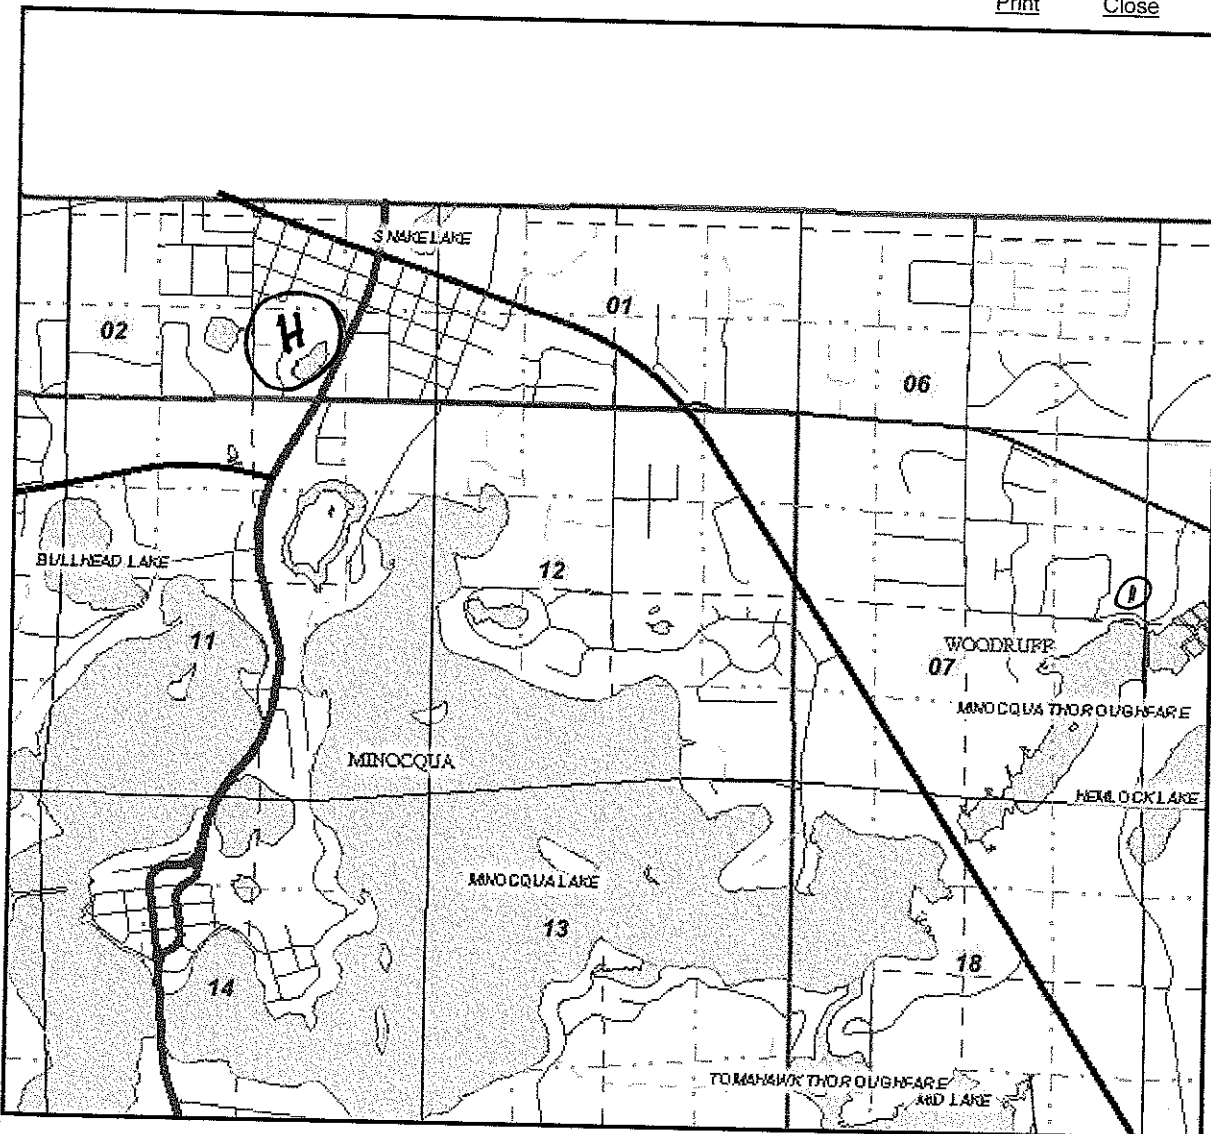 Print Close
SNAKE LAKE
01
02
H
06
BULLHEAD LAKE
12
11
WOODRUFF
07
MINOCQUA THOROUGHFARE
MINOCQUA
HEMLOCK LAKE
MINOCQUA LAKE
13
18
14
TOMAHAWK THOROUGHFARE
MID LAKE